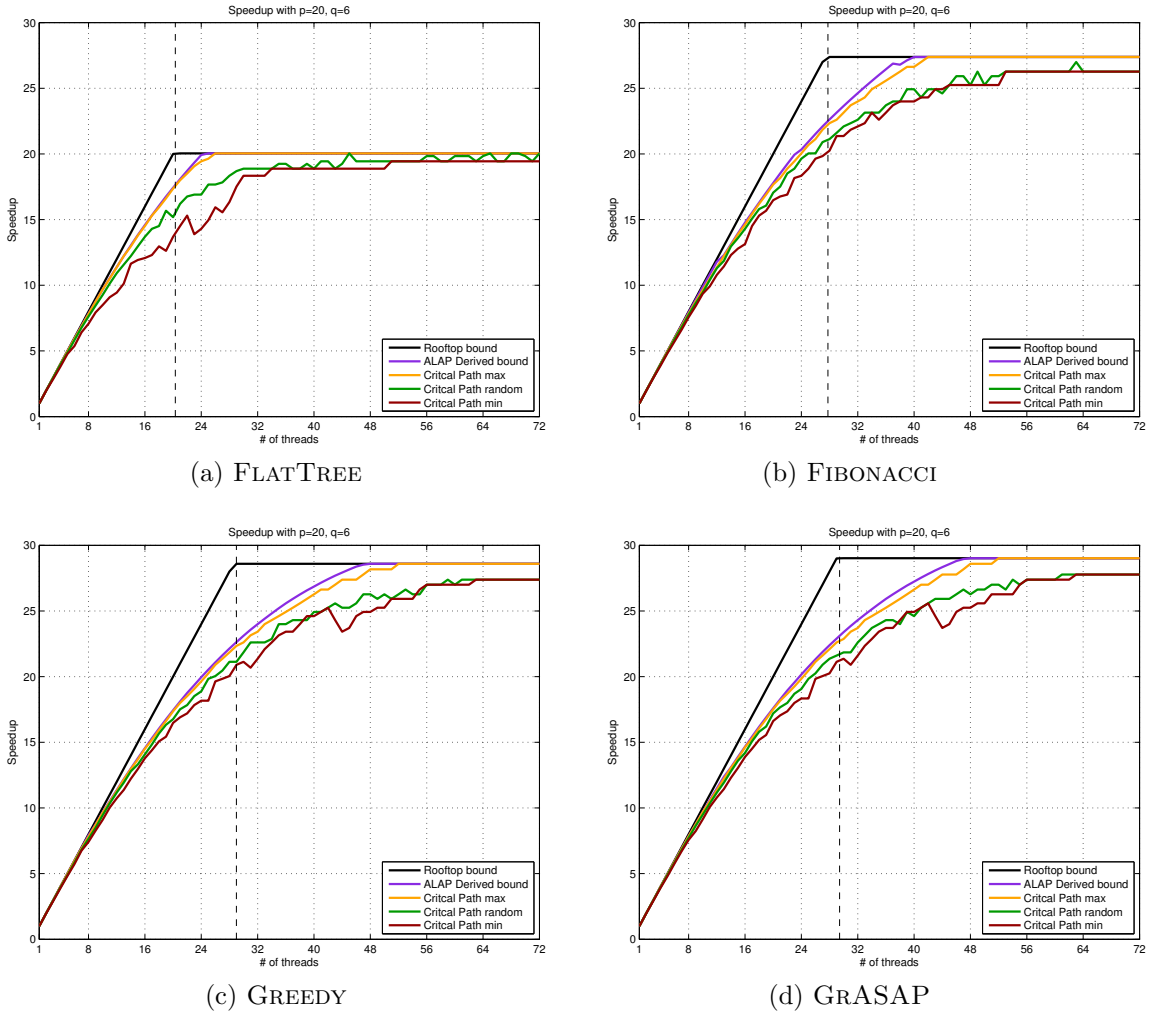 Speedup with p=20, q=6
30
25
20
15
10
5
0
Speedup
1 8 16 24 32 40 48 56 64 72
# of threads
Rooftop bound
ALAP Derived bound
Critcal Path max
Critcal Path random
Critcal Path min
(a) FLATTREE
Speedup with p=20, q=6
30
25
20
15
10
5
0
Speedup
1 8 16 24 32 40 48 56 64 72
# of threads
Rooftop bound
ALAP Derived bound
Critcal Path max
Critcal Path random
Critcal Path min
(b) FIBONACCI
Speedup with p=20, q=6
30
25
20
15
10
5
0
Speedup
1 8 16 24 32 40 48 56 64 72
# of threads
Rooftop bound
ALAP Derived bound
Critcal Path max
Critcal Path random
Critcal Path min
(c) GREEDY
Speedup with p=20, q=6
30
25
20
15
10
5
0
Speedup
1 8 16 24 32 40 48 56 64 72
# of threads
Rooftop bound
ALAP Derived bound
Critcal Path max
Critcal Path random
Critcal Path min
(d) GRASAP